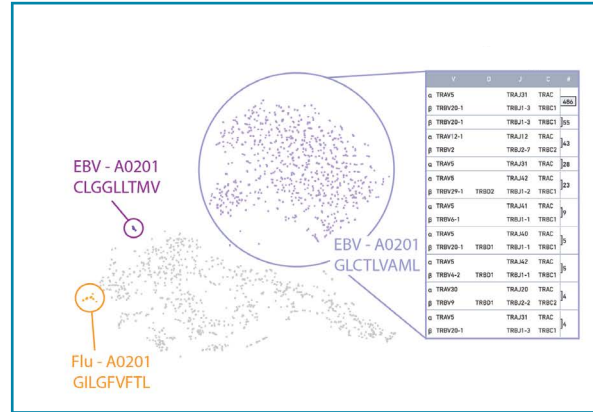 V D J C #
α TRAV5 TRAJ31 TRAC
486
β TRBV20-1 TRBJ1-3 TRBC1
β TRBV20-1 TRBJ1-3 TRBC1 55
α TRAV12-1 TRAJ12 TRAC
43
β TRBV2 TRBJ2-7 TRBC2
α TRAV5 TRAJ31 TRAC 28
α TRAV5 TRAJ42 TRAC
23
β TRBV29-1 TRBD2 TRBJ1-2 TRBC1
α TRAV5 TRAJ41 TRAC
9
β TRBV6-1 TRBJ1-1 TRBC1
α TRAV5 TRAJ40 TRAC
5
β TRBV20-1 TRBD1 TRBJ1-1 TRBC1
α TRAV5 TRAJ42 TRAC
5
β TRBV4-2 TRBD1 TRBJ1-1 TRBC1
α TRAV30 TRAJ20 TRAC
4
β TRBV9 TRBD1 TRBJ2-2 TRBC2
α TRAV5 TRAJ31 TRAC
4
β TRBV20-1 TRBJ1-3 TRBC1
EBV - A0201
CLGGLLTMV
EBV - A0201
GLCTLVAML
Flu - A0201
GILGFVFTL